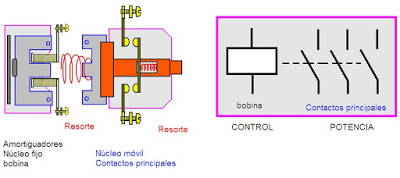 Resorte
Resorte
Amortiguadores
Núcleo fijo
bobina
Núcleo móvil
Contactos principales
bobina
Contactos principales
CONTROL
POTENCIA